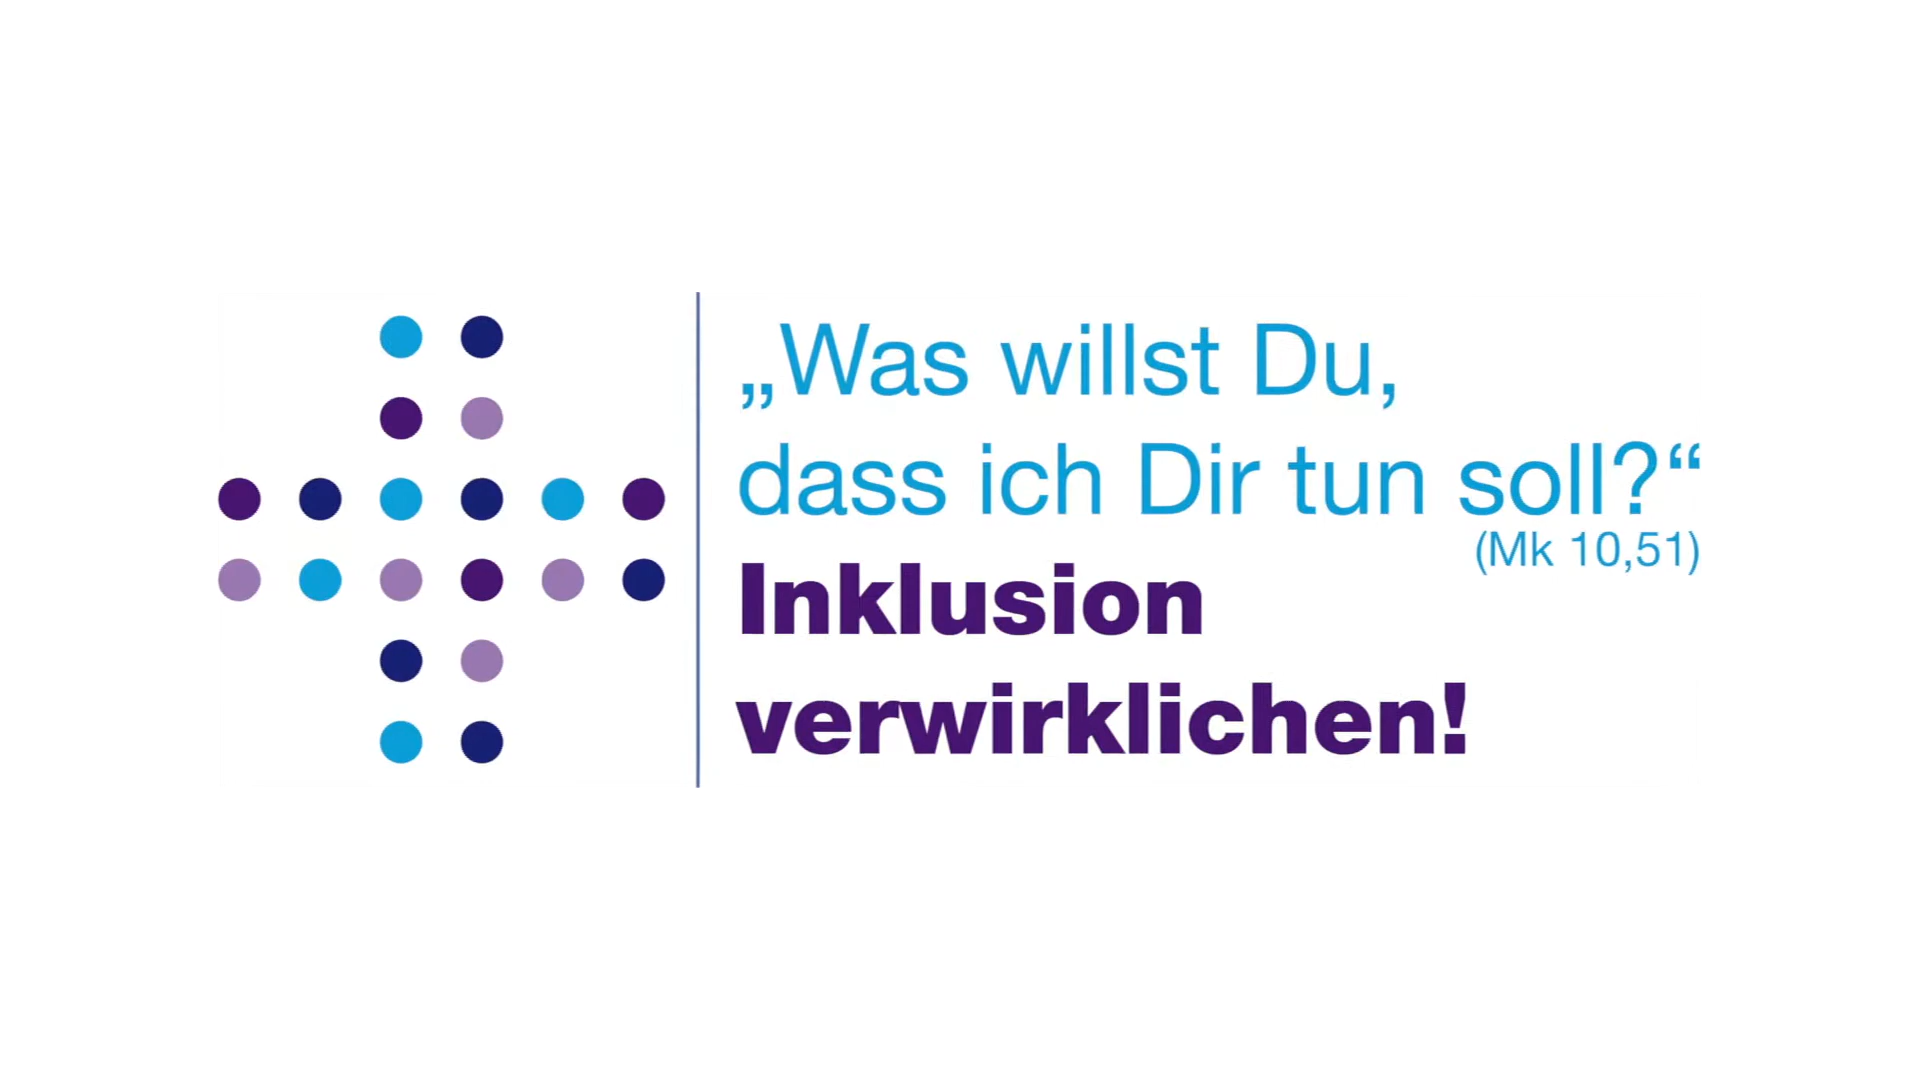 „Was willst Du,
dass ich Dir tun soll?“
(Mk 10,51)
Inklusion
verwirklichen!